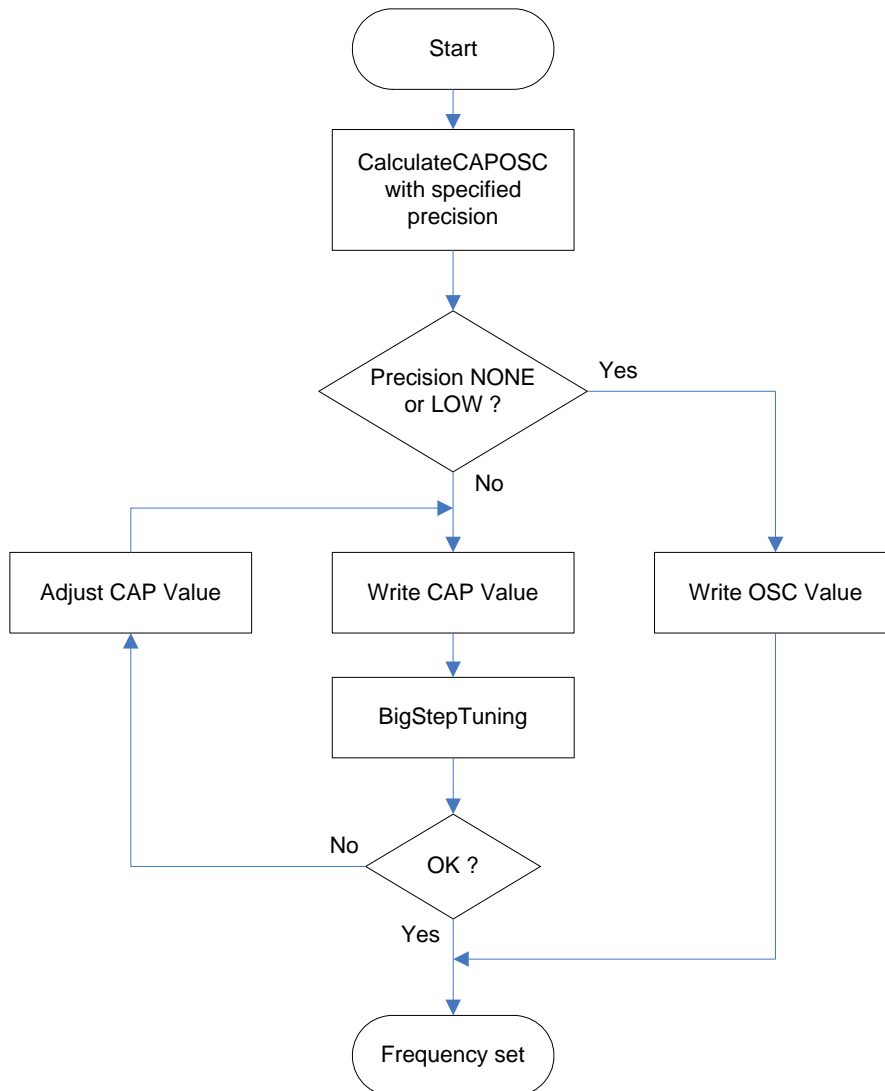 Start
CalculateCAPOSC
with specified
precision
Precision NONE
or LOW ?
Yes
No
Adjust CAP Value
Write CAP Value
Write OSC Value
BigStepTuning
No
OK ?
Yes
Frequency set